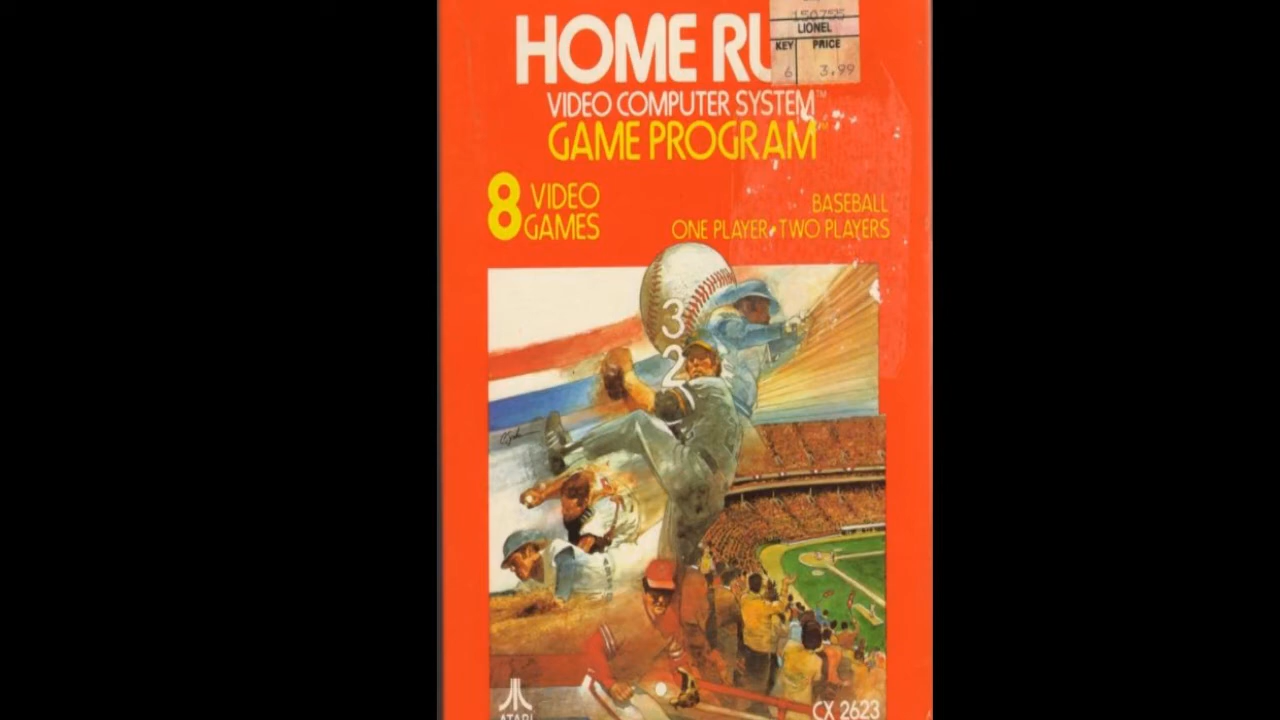 HOME RU
150755
LIONEL
KEY PRICE
6 3.99
VIDEO COMPUTER SYSTEM™
GAME PROGRAM™
8 VIDEO GAMES
BASEBALL
ONE PLAYER, TWO PLAYERS
3
2
ATARI
CX 2623